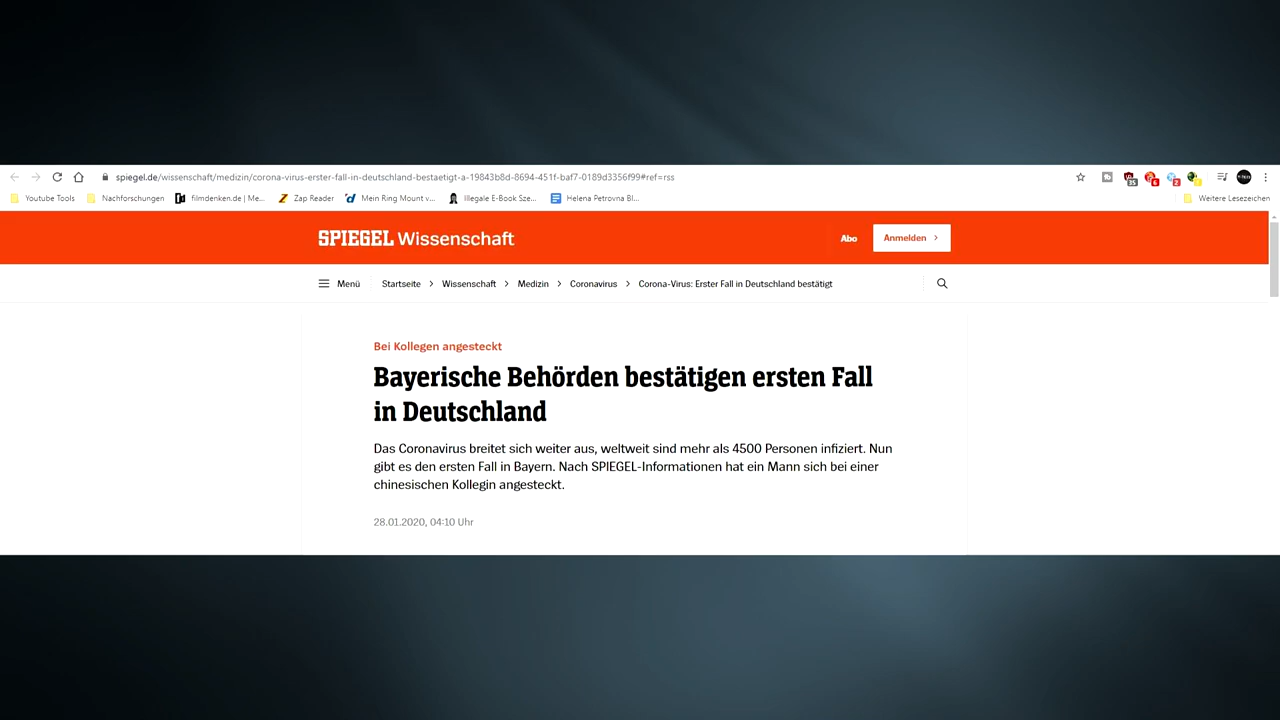 spiegel.de/wissenschaft/medizin/corona-virus-erster-fall-in-deutschland-bestaetigt-a-19843b8d-8694-451f-baf7-0189d3356f99#ref=rss
Youtube Tools Nachforschungen filmdenken.de | Me... Zap Reader Mein Ring Mount v... Illegale E-Book Sze... Helena Petrovna Bl... Weitere Lesezeichen
SPIEGEL Wissenschaft Abo Anmelden
Menü Startseite Wissenschaft Medizin Coronavirus Corona-Virus: Erster Fall in Deutschland bestätigt
Bei Kollegen angesteckt
Bayerische Behörden bestätigen ersten Fall
in Deutschland
Das Coronavirus breitet sich weiter aus, weltweit sind mehr als 4500 Personen infiziert. Nun
gibt es den ersten Fall in Bayern. Nach SPIEGEL-Informationen hat ein Mann sich bei einer
chinesischen Kollegin angesteckt.
28.01.2020, 04:10 Uhr